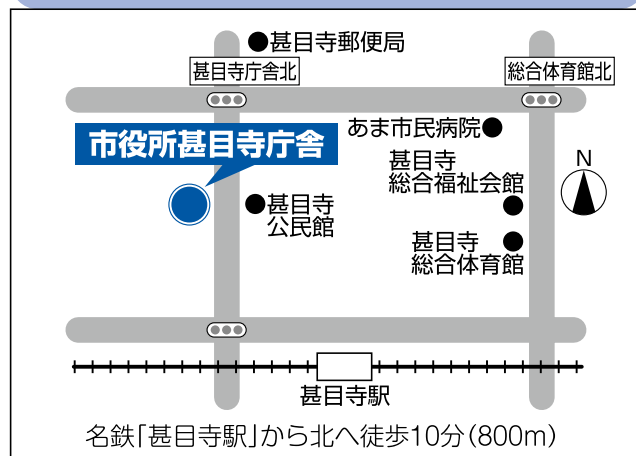 甚目寺郵便局
甚目寺庁舎北
総合体育館北
あま市民病院
市役所甚目寺庁舎
甚目寺
総合福祉会館
N
甚目寺
公民館
甚目寺
総合体育館
甚目寺駅
名鉄「甚目寺駅」から北へ徒歩10分(800m)